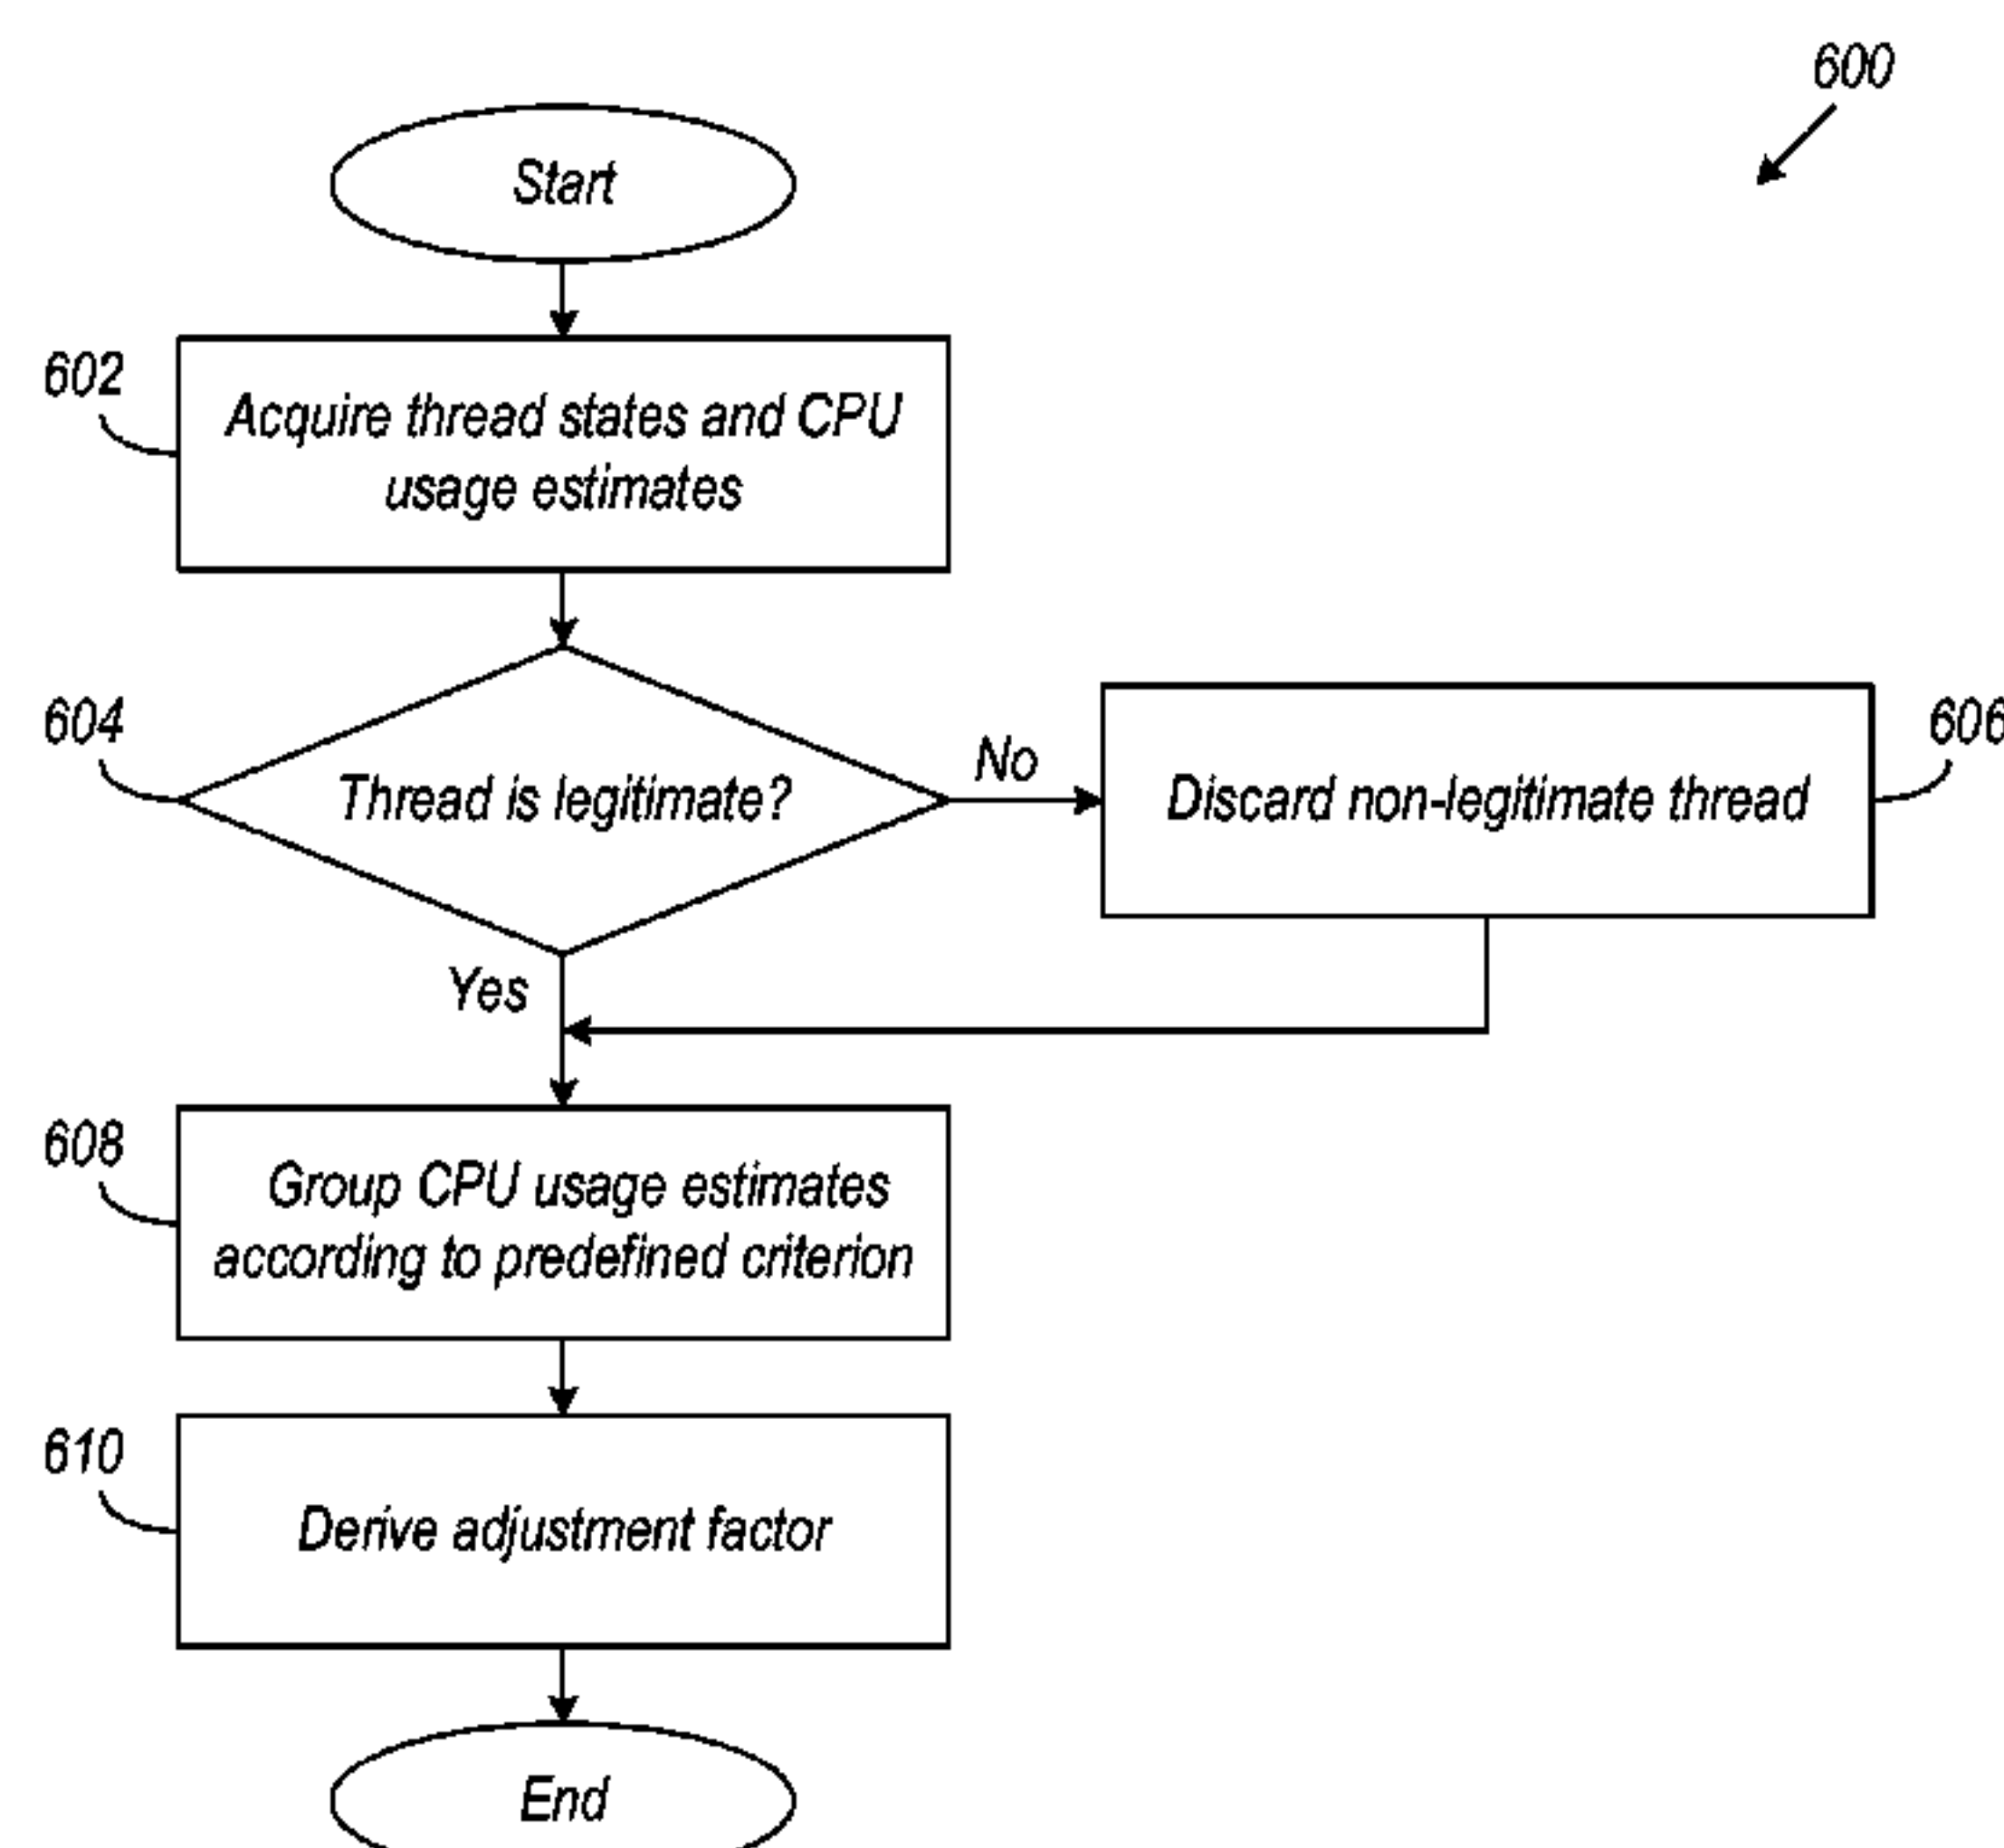 600
Start
602
Acquire thread states and CPU
usage estimates
604
Thread is legitimate?
No
Discard non-legitimate thread
606
Yes
608
Group CPU usage estimates
according to predefined criterion
610
Derive adjustment factor
End